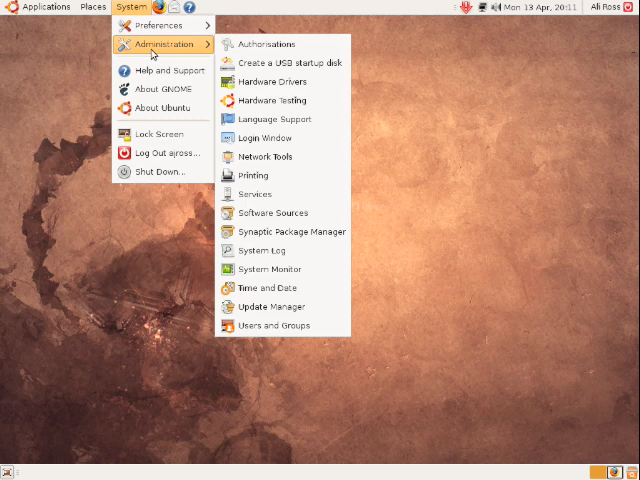 Applications Places System
Mon 13 Apr, 20:11 Ali Ross
Preferences
Administration
Help and Support
About GNOME
About Ubuntu
Lock Screen
Log Out ajross...
Shut Down...
Authorisations
Create a USB startup disk
Hardware Drivers
Hardware Testing
Language Support
Login Window
Network Tools
Printing
Services
Software Sources
Synaptic Package Manager
System Log
System Monitor
Time and Date
Update Manager
Users and Groups